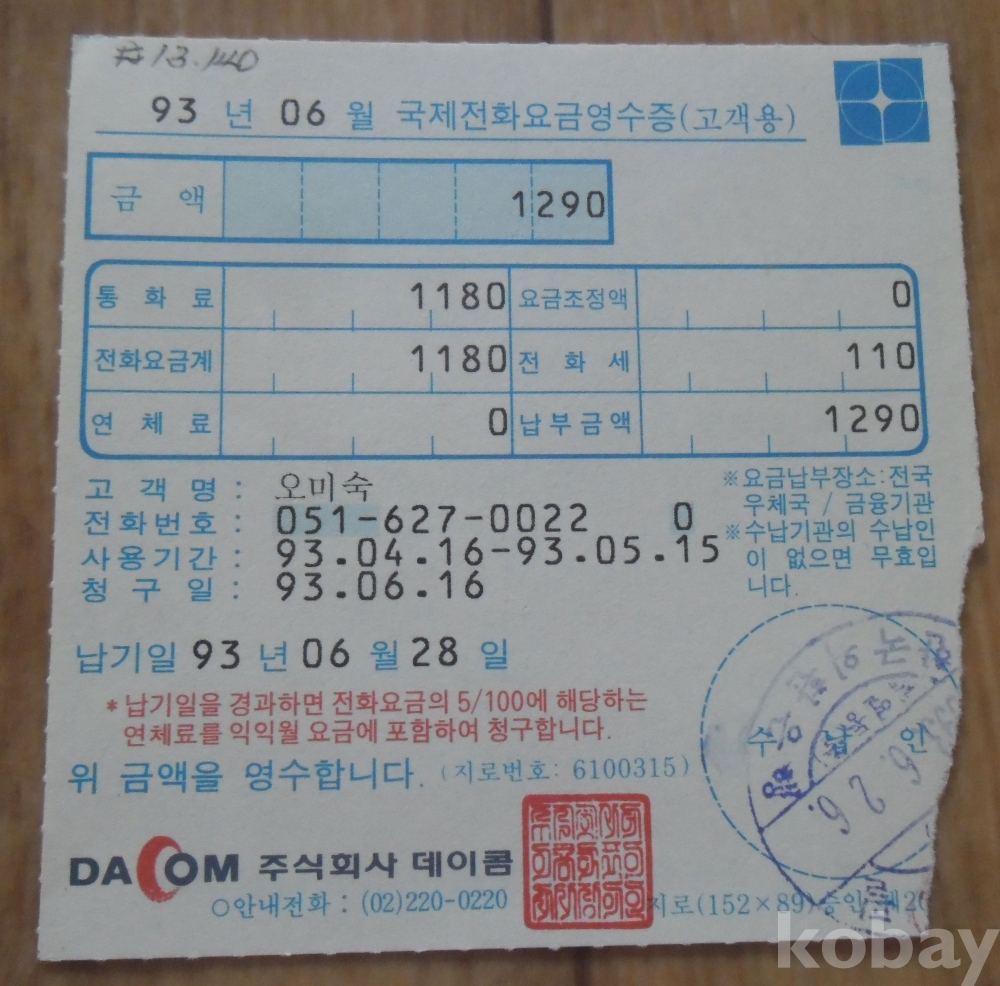 #13.140
93 년 06 월 국제전화요금영수증(고객용)
금 액 1290
통 화 료 1180 요금조정액 0
전화요금계 1180 전 화 세 110
연 체 료 0 납부금액 1290
고 객 명 : 오미숙
전화번호 : 051-627-0022 0
사용기간 : 93.04.16-93.05.15
청 구 일 : 93.06.16
※요금납부장소:전국
우체국 / 금융기관
※수납기관의 수납인
이 없으면 무효입
니다.
납기일 93 년 06 월 28 일
*납기일을 경과하면 전화요금의 5/100에 해당하는
연체료를 익익월 요금에 포함하여 청구합니다.
위 금액을 영수합니다. (지로번호: 6100315)
수 납 인
6. 26.
DACOM 주식회사 데이콤
○안내전화 : (02)220-0220
지로(152×89)승인 제20
kobay